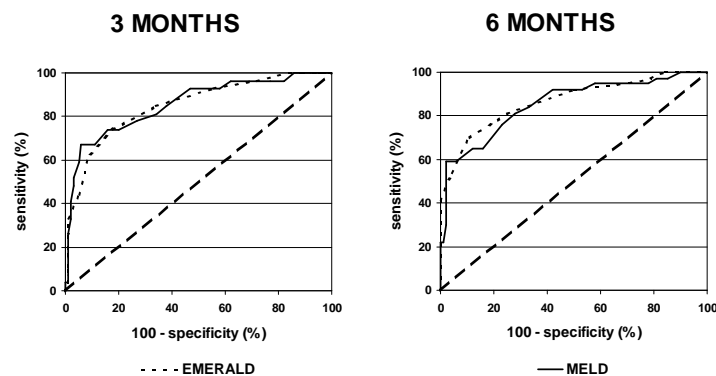 3 MONTHS
6 MONTHS
sensitivity (%)
100
80
60
40
20
0
0 20 40 60 80 100
100 - specificity (%)
sensitivity (%)
100
80
60
40
20
0
0 20 40 60 80 100
100 - specificity (%)
EMERALD
MELD